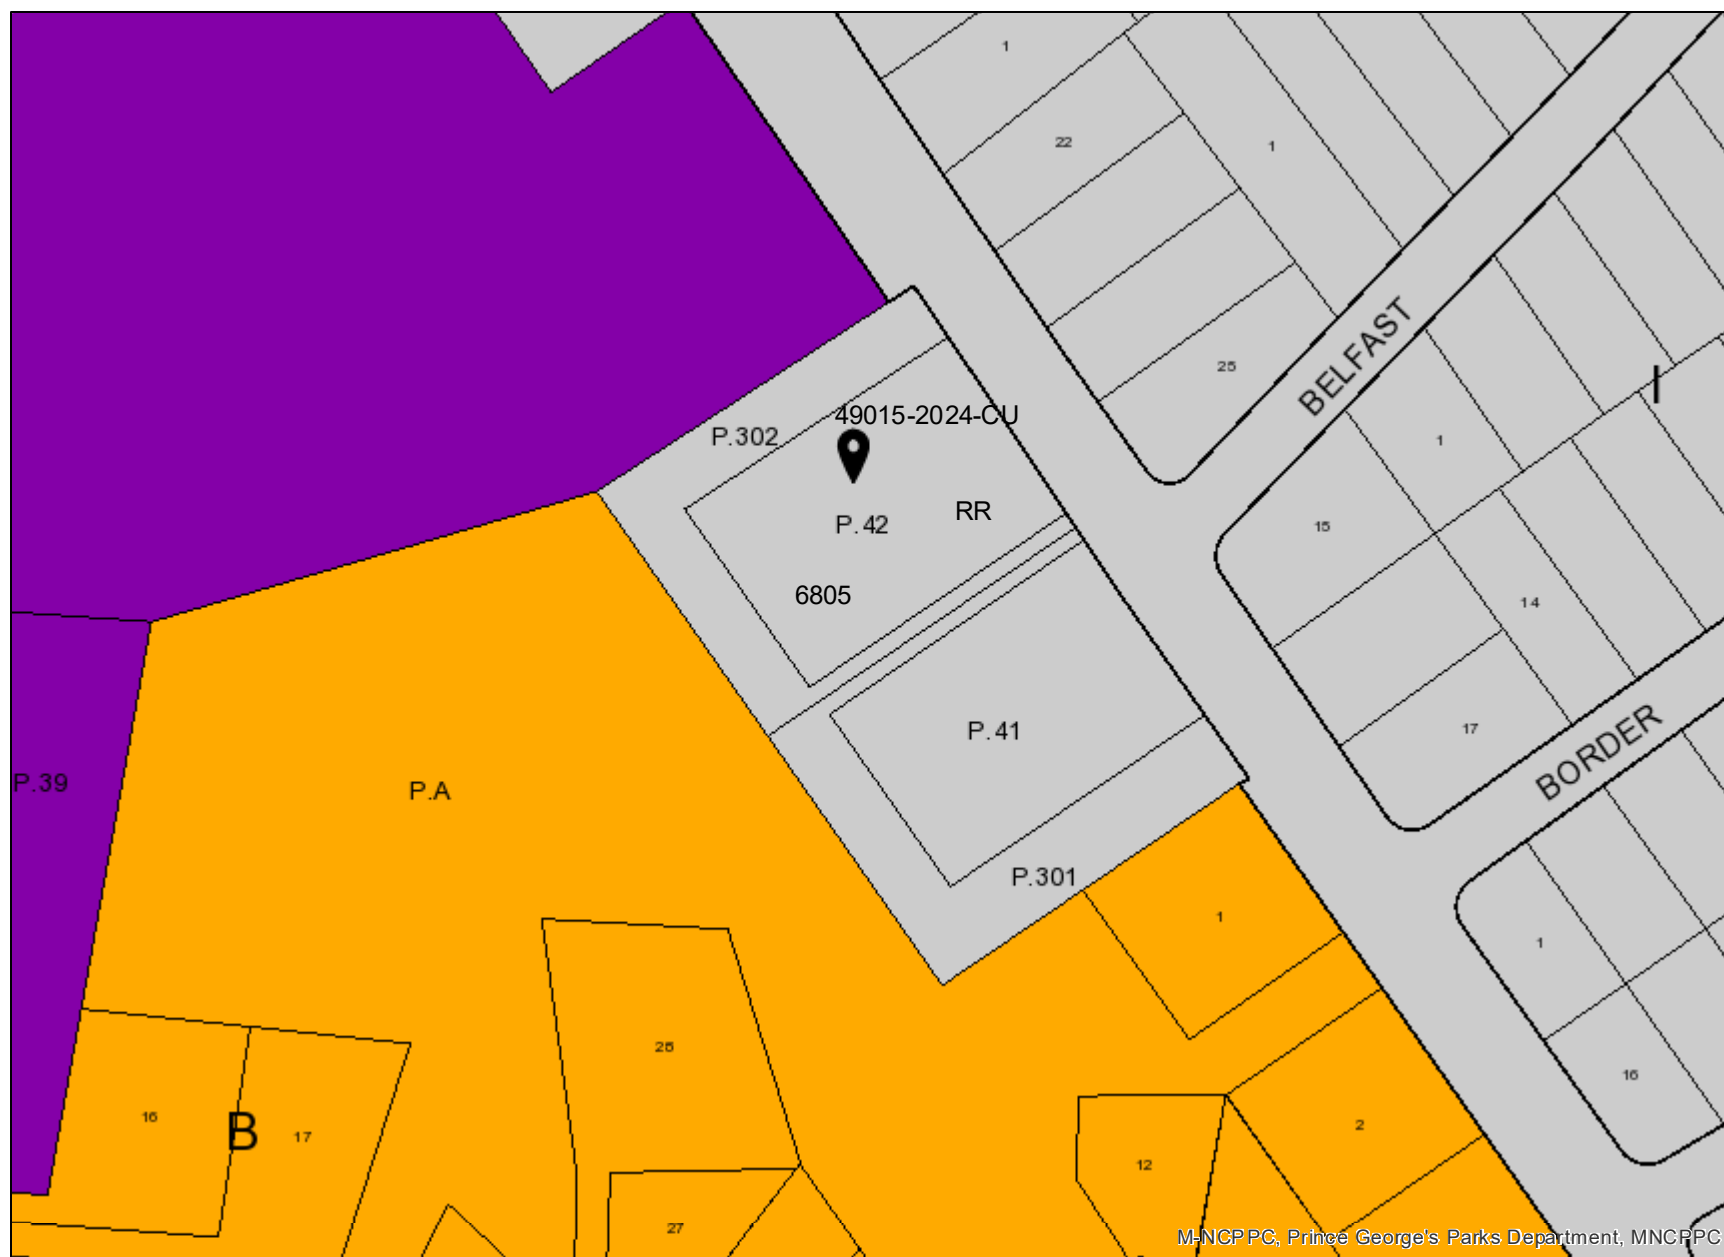 1
22
1
25
BELFAST
I
49015-2024-CU
P.302
1
RR
P.42
15
6805
14
P.41
17
BORDER
P.39
P.A
P.301
1
1
28
16
16
B
17
2
12
27
M-NCPPC, Prince George's Parks Department, MNCPPC